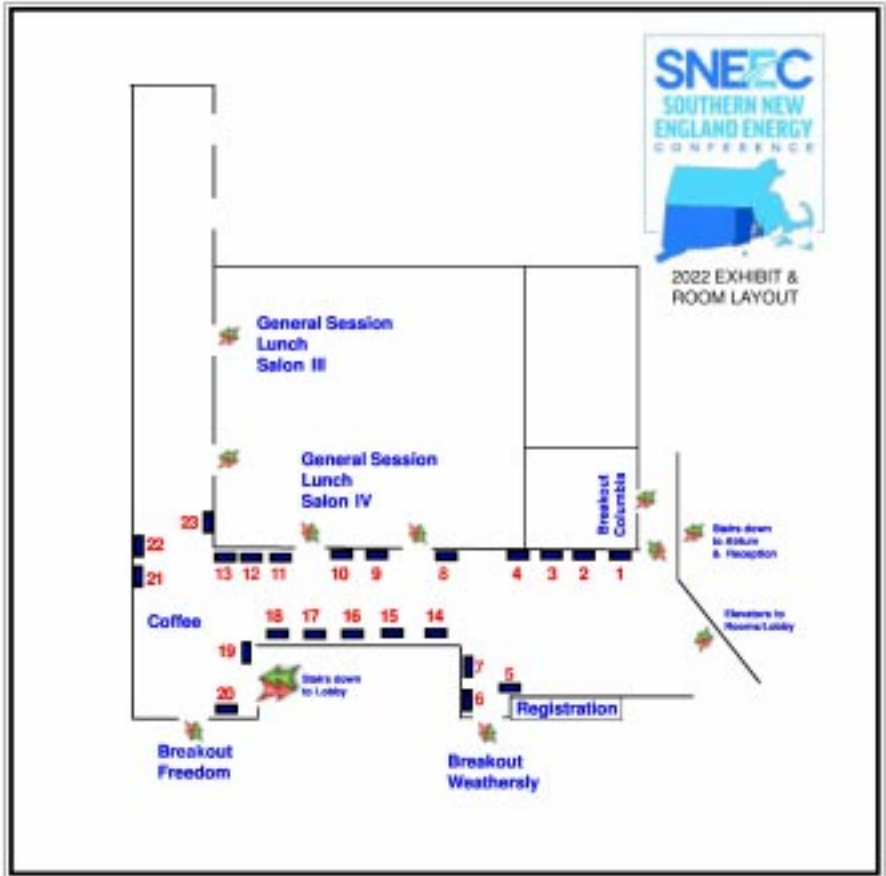 SNEEC
SOUTHERN NEW
ENGLAND ENERGY
CONFERENCE
2022 EXHIBIT &
ROOM LAYOUT
General Session
Lunch
Salon III
General Session
Lunch
Salon IV
Breakout
Columbia
Stairs down
to Atrium
& Reception
23
22
21
13 12 11 10 9 8 4 3 2 1
Elevators to
Rooms/Lobby
Coffee
18 17 16 15 14
19
20
Stairs down
to Lobby
7
6
5
Registration
Breakout
Freedom
Breakout
Weathersly